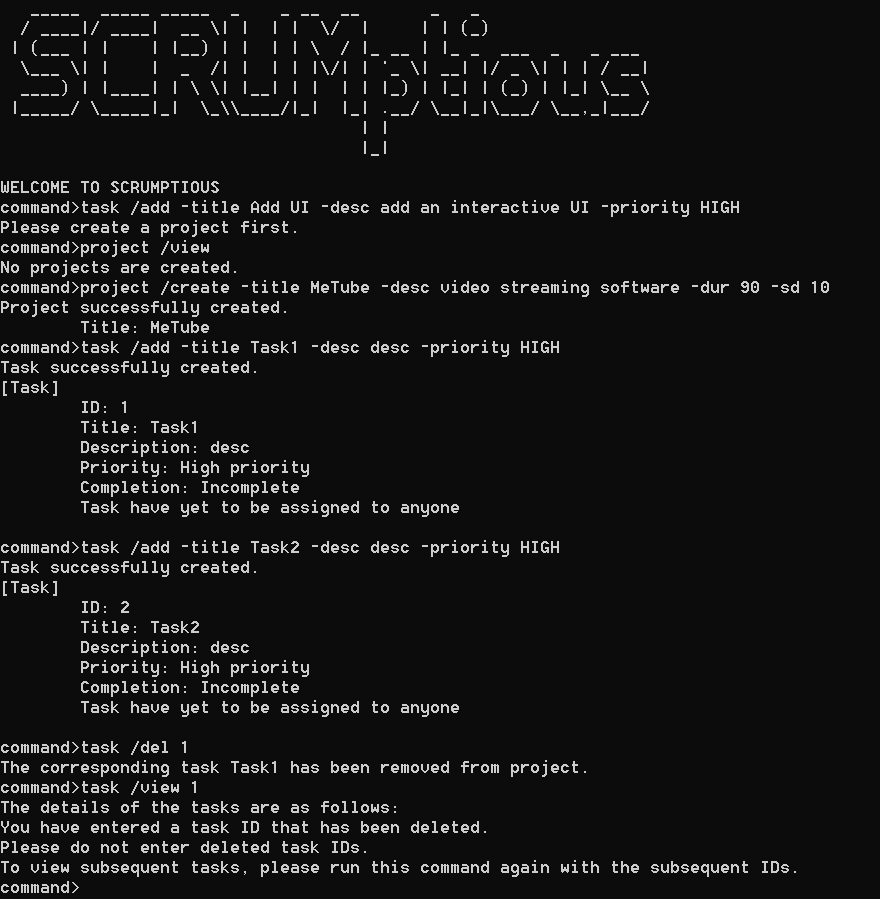 SCRUMptious
WELCOME TO SCRUMPTIOUS
command>task /add -title Add UI -desc add an interactive UI -priority HIGH
Please create a project first.
command>project /view
No projects are created.
command>project /create -title MeTube -desc video streaming software -dur 90 -sd 10
Project successfully created.
        Title: MeTube
command>task /add -title Task1 -desc desc -priority HIGH
Task successfully created.
[Task]
        ID: 1
        Title: Task1
        Description: desc
        Priority: High priority
        Completion: Incomplete
        Task have yet to be assigned to anyone
command>task /add -title Task2 -desc desc -priority HIGH
Task successfully created.
[Task]
        ID: 2
        Title: Task2
        Description: desc
        Priority: High priority
        Completion: Incomplete
        Task have yet to be assigned to anyone
command>task /del 1
The corresponding task Task1 has been removed from project.
command>task /view 1
The details of the tasks are as follows:
You have entered a task ID that has been deleted.
Please do not enter deleted task IDs.
To view subsequent tasks, please run this command again with the subsequent IDs.
command>